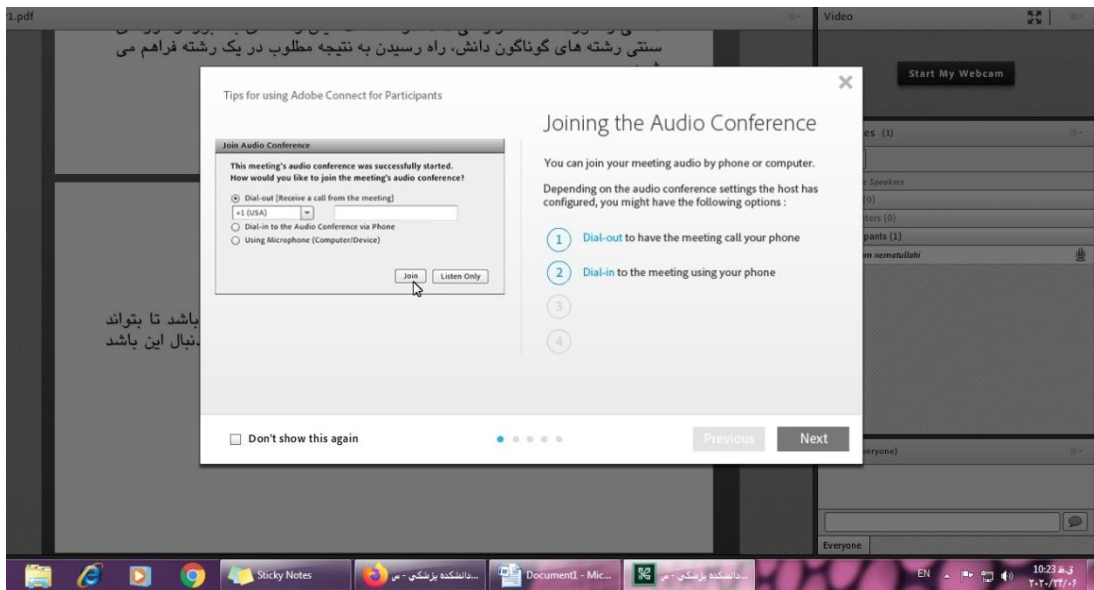 1.pdf
سنتی رشته های گوناگون دانش، راه رسیدن به نتیجه مطلوب در یک رشته فراهم می
باشد تا بتواند
دنبال این باشد
Tips for using Adobe Connect for Participants
Join Audio Conference
This meeting's audio conference was successfully started.
How would you like to join the meeting's audio conference?
Dial-out [Receive a call from the meeting]
+1 (USA)
Dial-in to the Audio Conference via Phone
Using Microphone (Computer/Device)
Join Listen Only
Joining the Audio Conference
You can join your meeting audio by phone or computer.
Depending on the audio conference settings the host has
configured, you might have the following options :
1 Dial-out to have the meeting call your phone
2 Dial-in to the meeting using your phone
3
4
Don't show this again
Previous Next
Video
Start My Webcam
es (1)
Speakers
(0)
ters (0)
pants (1)
m nematullahi
veryone)
Everyone
Sticky Notes
دانشکده پزشکی - س...
Document1 - Mic...
دانشکده پزشکی - س...
EN
10:23 ق.ظ